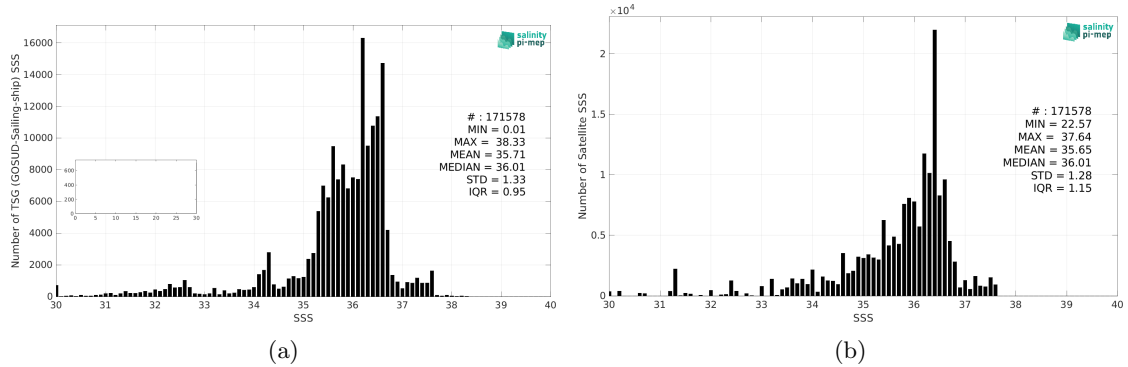 salinity
pi-mep
Number of TSG (GOSUD-Sailing-ship) SSS
16000
14000
12000
10000
8000
6000
4000
2000
0
# : 171578
MIN = 0.01
MAX = 38.33
MEAN = 35.71
MEDIAN = 36.01
STD = 1.33
IQR = 0.95
600
400
200
0
0 5 10 15 20 25 30
30 31 32 33 34 35 36 37 38 39 40
SSS
(a)
×10⁴
salinity
pi-mep
Number of Satellite SSS
2
1.5
1
0.5
0
# : 171578
MIN = 22.57
MAX = 37.64
MEAN = 35.65
MEDIAN = 36.01
STD = 1.28
IQR = 1.15
30 31 32 33 34 35 36 37 38 39 40
SSS
(b)